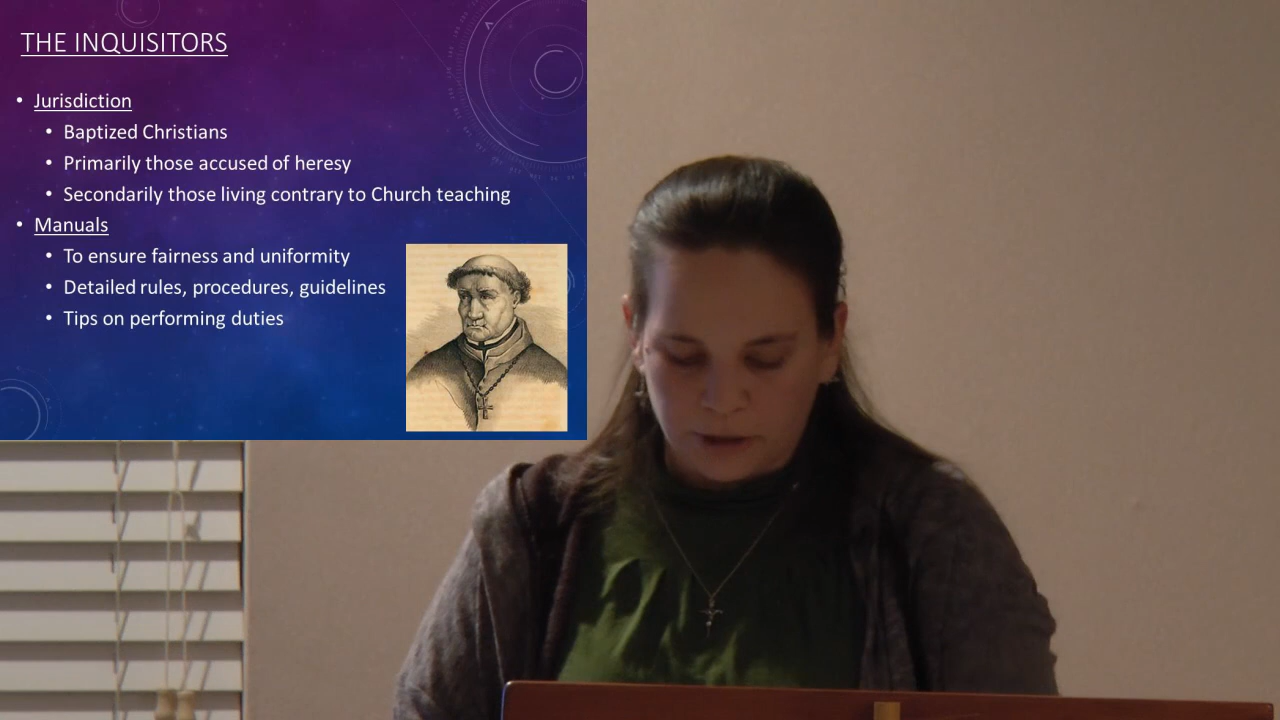 THE INQUISITORS
• Jurisdiction
• Baptized Christians
• Primarily those accused of heresy
• Secondarily those living contrary to Church teaching
• Manuals
• To ensure fairness and uniformity
• Detailed rules, procedures, guidelines
• Tips on performing duties